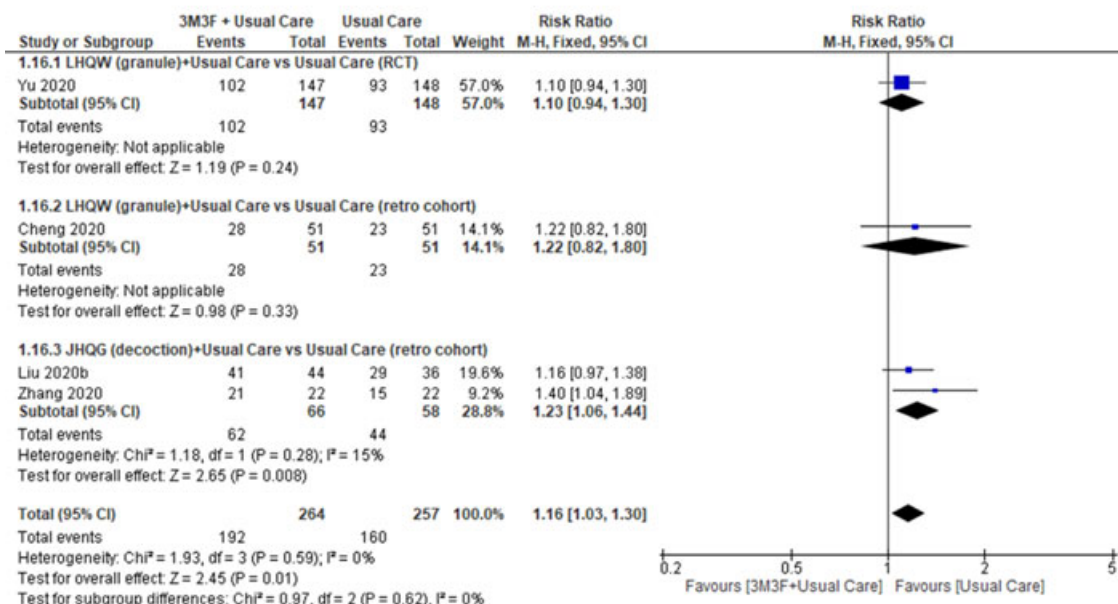 3M3F + Usual Care Usual Care Risk Ratio Risk Ratio
Study or Subgroup Events Total Events Total Weight M-H, Fixed, 95% CI M-H, Fixed, 95% CI
1.16.1 LHQW (granule)+Usual Care vs Usual Care (RCT)
Yu 2020 102 147 93 148 57.0% 1.10 [0.94, 1.30]
Subtotal (95% CI) 147 148 57.0% 1.10 [0.94, 1.30]
Total events 102 93
Heterogeneity: Not applicable
Test for overall effect: Z = 1.19 (P = 0.24)
1.16.2 LHQW (granule)+Usual Care vs Usual Care (retro cohort)
Cheng 2020 28 51 23 51 14.1% 1.22 [0.82, 1.80]
Subtotal (95% CI) 51 51 14.1% 1.22 [0.82, 1.80]
Total events 28 23
Heterogeneity: Not applicable
Test for overall effect: Z = 0.98 (P = 0.33)
1.16.3 JHQG (decoction)+Usual Care vs Usual Care (retro cohort)
Liu 2020b 41 44 29 36 19.6% 1.16 [0.97, 1.38]
Zhang 2020 21 22 15 22 9.2% 1.40 [1.04, 1.89]
Subtotal (95% CI) 66 58 28.8% 1.23 [1.06, 1.44]
Total events 62 44
Heterogeneity: Chi² = 1.18, df = 1 (P = 0.28); I² = 15%
Test for overall effect: Z = 2.65 (P = 0.008)
Total (95% CI) 264 257 100.0% 1.16 [1.03, 1.30]
Total events 192 160
Heterogeneity: Chi² = 1.93, df = 3 (P = 0.59); I² = 0%
Test for overall effect: Z = 2.45 (P = 0.01)
Test for subgroup differences: Chi² = 0.97, df = 2 (P = 0.62), I² = 0%
0.2 0.5 1 2 5
Favours [3M3F+Usual Care] Favours [Usual Care]